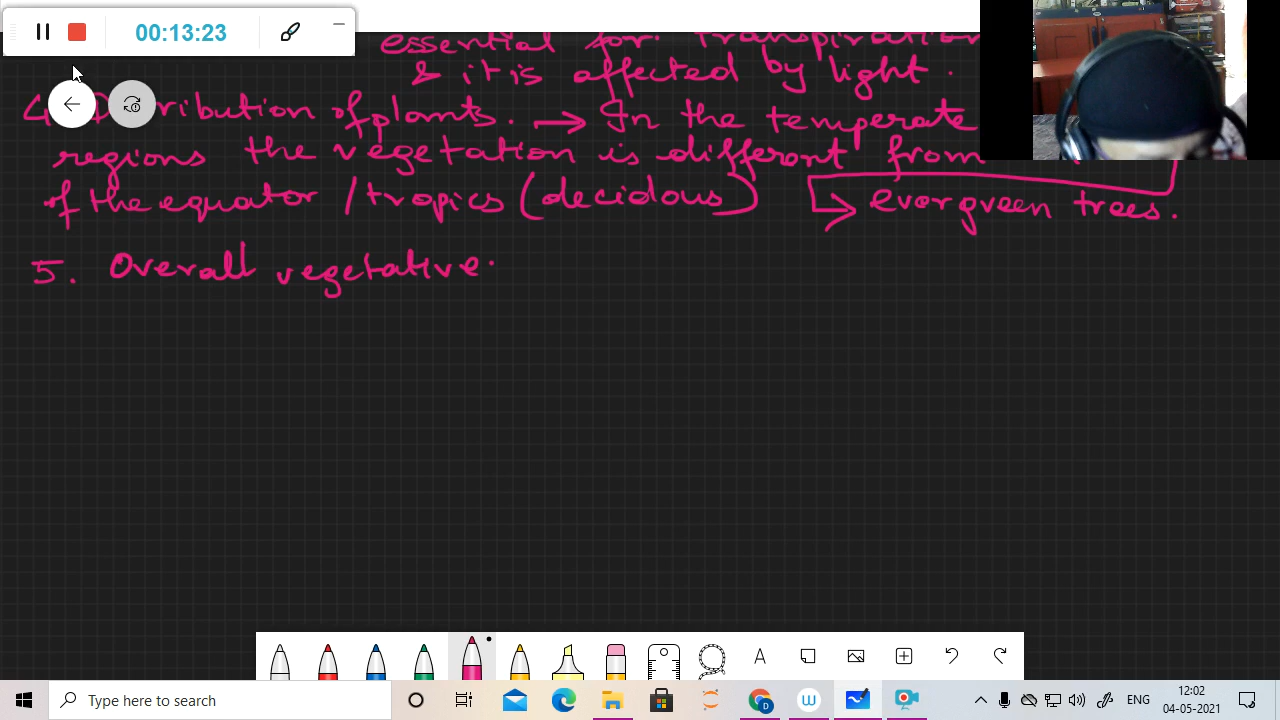 00:13:23
essential for transpiration
& it is affected by light.
4. Distribution of plants. → In the temperate
regions the vegetation is different from
of the equator / tropics (decidous)
→ evergreen trees.
5. Overall vegetative.
A
Type here to search
ENG
12:02
04-05-2021